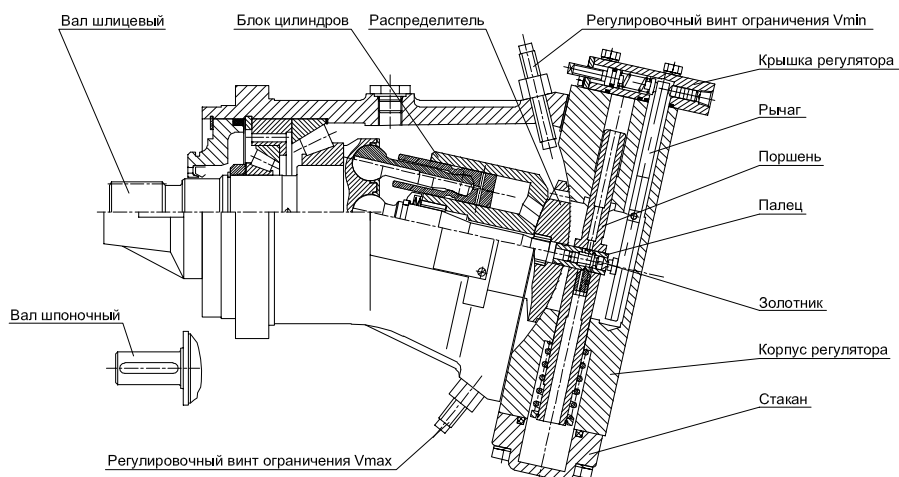 Вал шлицевый
Блок цилиндров
Распределитель
Регулировочный винт ограничения Vmin
Крышка регулятора
Рычаг
Поршень
Палец
Золотник
Вал шпоночный
Корпус регулятора
Стакан
Регулировочный винт ограничения Vmax